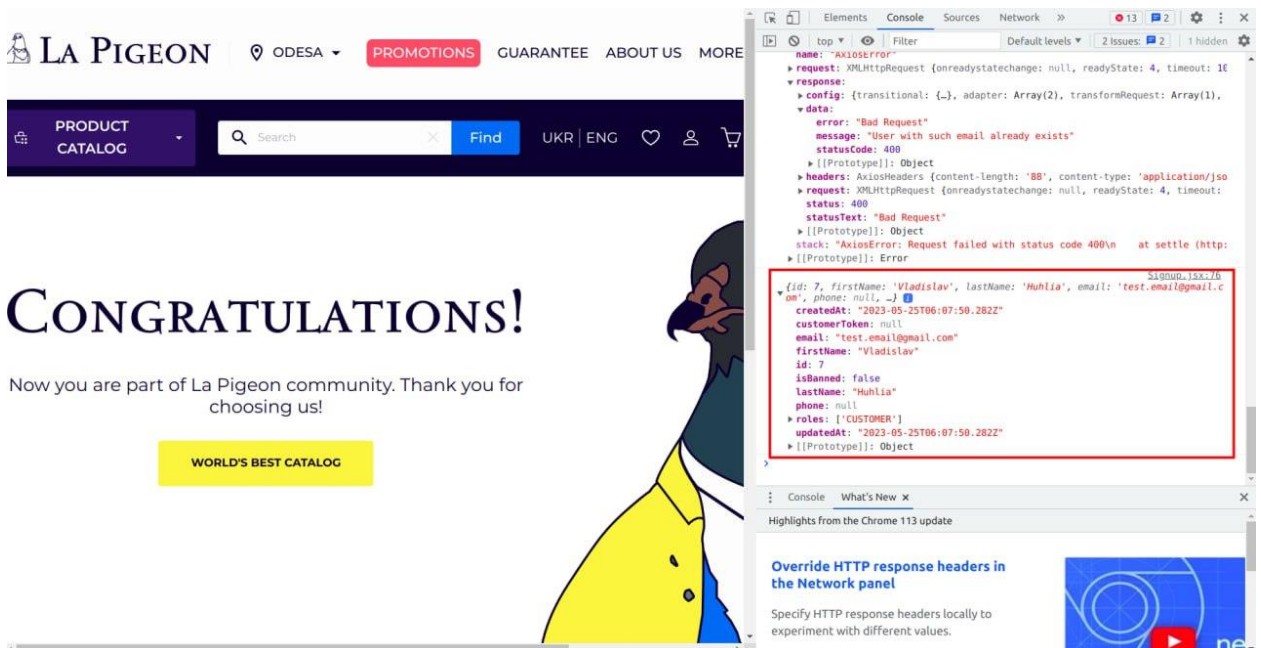 LA PIGEON
ODESA
PROMOTIONS
GUARANTEE
ABOUT US
MORE
PRODUCT
CATALOG
Search
Find
UKR | ENG
CONGRATULATIONS!
Now you are part of La Pigeon community. Thank you for
choosing us!
WORLD'S BEST CATALOG
Elements Console Sources Network » 13 2
top Filter Default levels 2 Issues: 2 1 hidden
name: "AxiosError"
request: XMLHttpRequest {onreadystatechange: null, readyState: 4, timeout: 10
response:
config: {transitional: {…}, adapter: Array(2), transformRequest: Array(1),
data:
error: "Bad Request"
message: "User with such email already exists"
statusCode: 400
[[Prototype]]: Object
headers: AxiosHeaders {content-length: '88', content-type: 'application/jso
request: XMLHttpRequest {onreadystatechange: null, readyState: 4, timeout:
status: 400
statusText: "Bad Request"
[[Prototype]]: Object
stack: "AxiosError: Request failed with status code 400\n at settle (http:
[[Prototype]]: Error
Signup.jsx:76
{id: 7, firstName: 'Vladislav', lastName: 'Huhlia', email: 'test.email@gmail.c
om', phone: null, …}
createdAt: "2023-05-25T06:07:50.282Z"
customerToken: null
email: "test.email@gmail.com"
firstName: "Vladislav"
id: 7
isBanned: false
lastName: "Huhlia"
phone: null
roles: ['CUSTOMER']
updatedAt: "2023-05-25T06:07:50.282Z"
[[Prototype]]: Object
Console What's New ×
Highlights from the Chrome 113 update
Override HTTP response headers in
the Network panel
Specify HTTP response headers locally to
experiment with different values.
ne